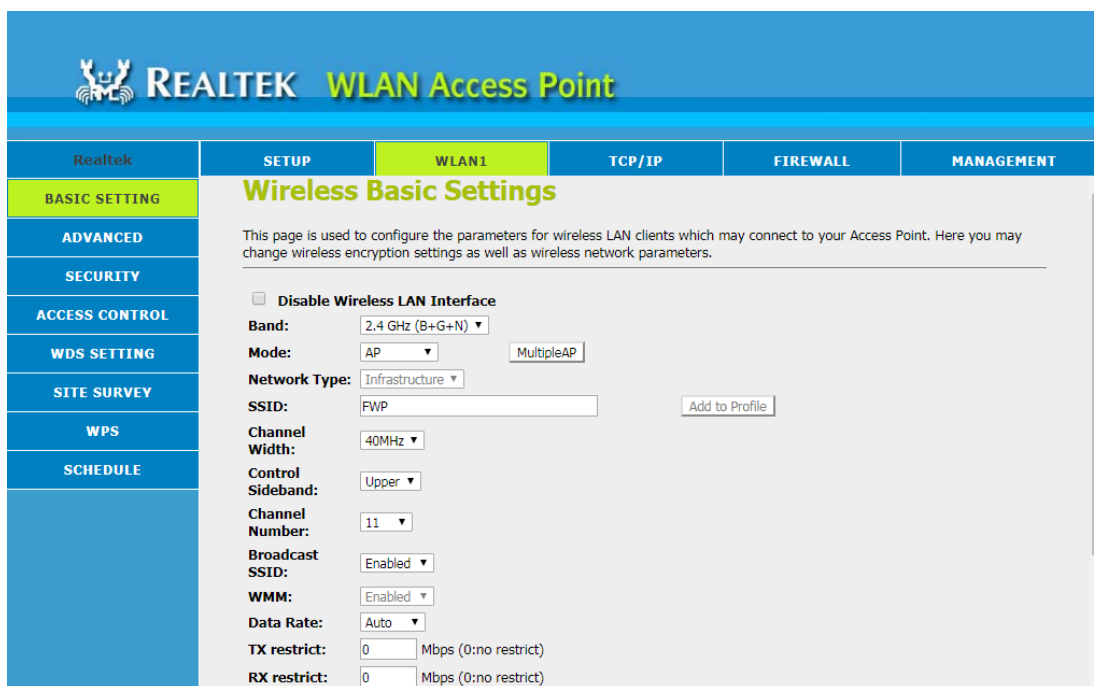 REALTEK WLAN Access Point
Realtek SETUP WLAN1 TCP/IP FIREWALL MANAGEMENT
BASIC SETTING
ADVANCED
SECURITY
ACCESS CONTROL
WDS SETTING
SITE SURVEY
WPS
SCHEDULE
Wireless Basic Settings
This page is used to configure the parameters for wireless LAN clients which may connect to your Access Point. Here you may
change wireless encryption settings as well as wireless network parameters.
Disable Wireless LAN Interface
Band: 2.4 GHz (B+G+N)
Mode: AP MultipleAP
Network Type: Infrastructure
SSID: FWP Add to Profile
Channel
Width: 40MHz
Control
Sideband: Upper
Channel
Number: 11
Broadcast
SSID: Enabled
WMM: Enabled
Data Rate: Auto
TX restrict: 0 Mbps (0:no restrict)
RX restrict: 0 Mbps (0:no restrict)